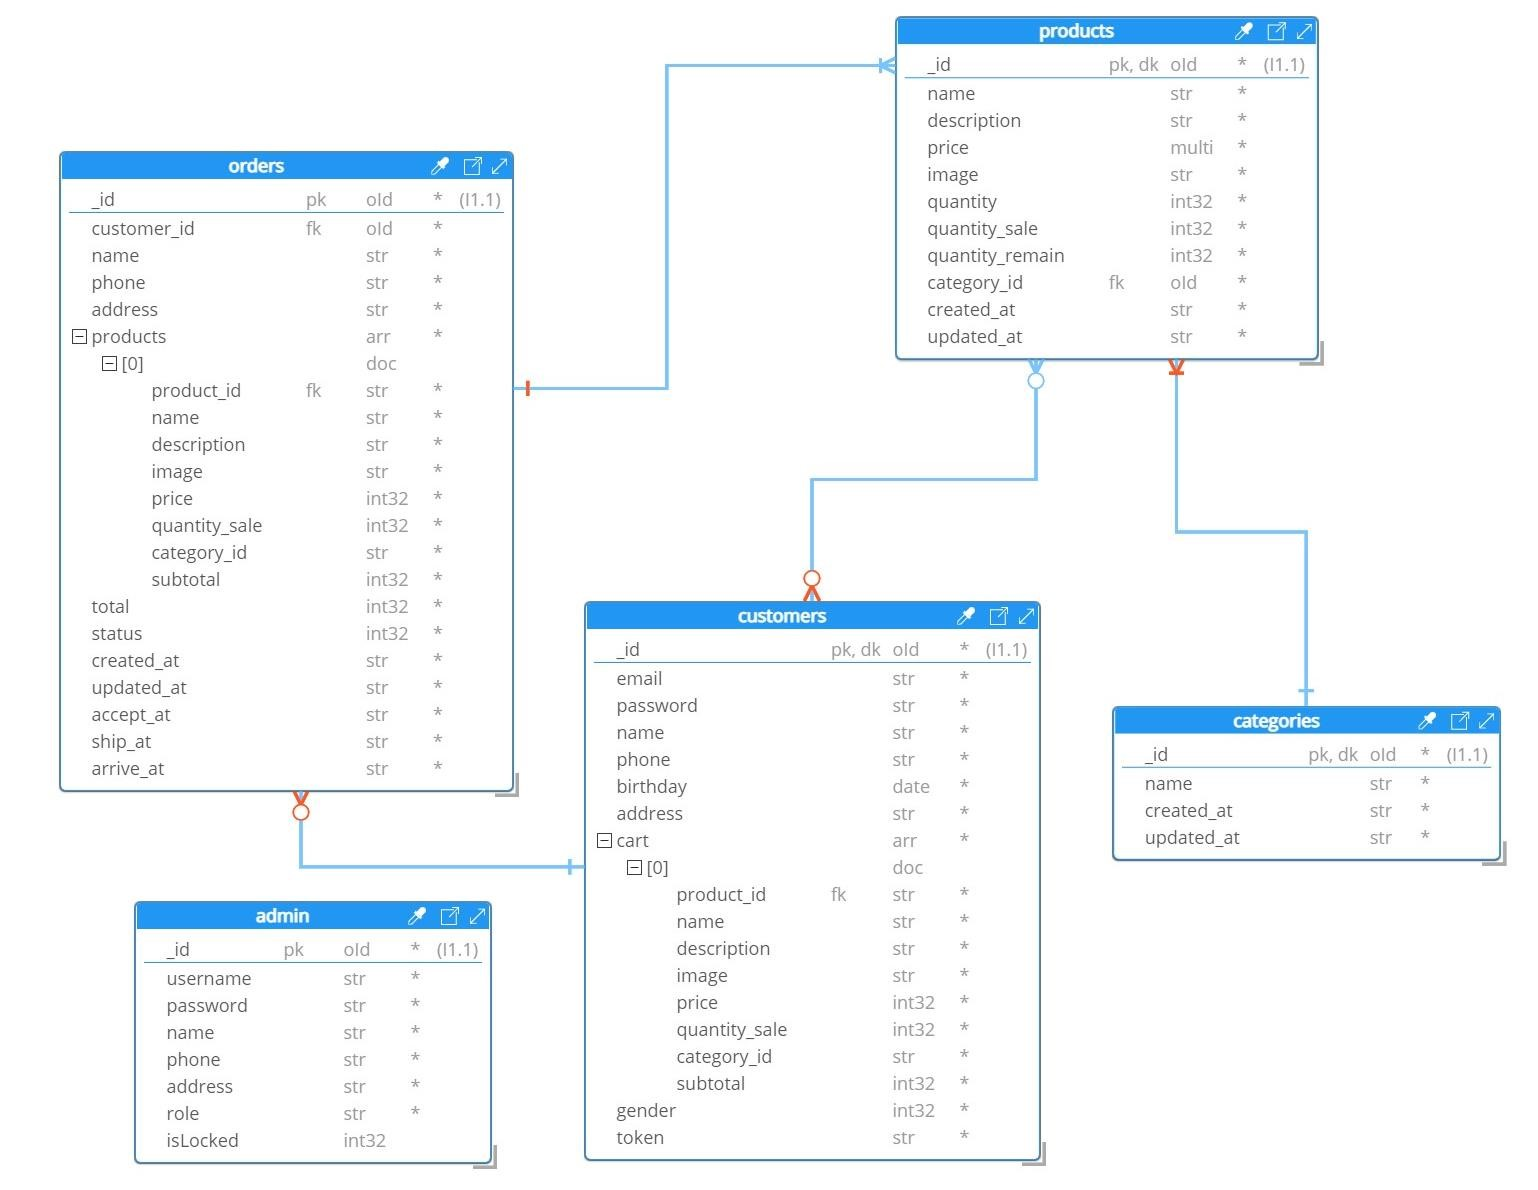 products
_id pk, dk oId * (I1.1)
name str *
description str *
price multi *
image str *
quantity int32 *
quantity_sale int32 *
quantity_remain int32 *
category_id fk oId *
created_at str *
updated_at str *
orders
_id pk oId * (I1.1)
customer_id fk oId *
name str *
phone str *
address str *
products arr *
[0] doc
product_id fk str *
name str *
description str *
image str *
price int32 *
quantity_sale int32 *
category_id str *
subtotal int32 *
total int32 *
status int32 *
created_at str *
updated_at str *
accept_at str *
ship_at str *
arrive_at str *
customers
_id pk, dk oId * (I1.1)
email str *
password str *
name str *
phone str *
birthday date *
address str *
cart arr *
[0] doc
product_id fk str *
name str *
description str *
image str *
price int32 *
quantity_sale int32 *
category_id str *
subtotal int32 *
gender int32 *
token str *
categories
_id pk, dk oId * (I1.1)
name str *
created_at str *
updated_at str *
admin
_id pk oId * (I1.1)
username str *
password str *
name str *
phone str *
address str *
role str *
isLocked int32